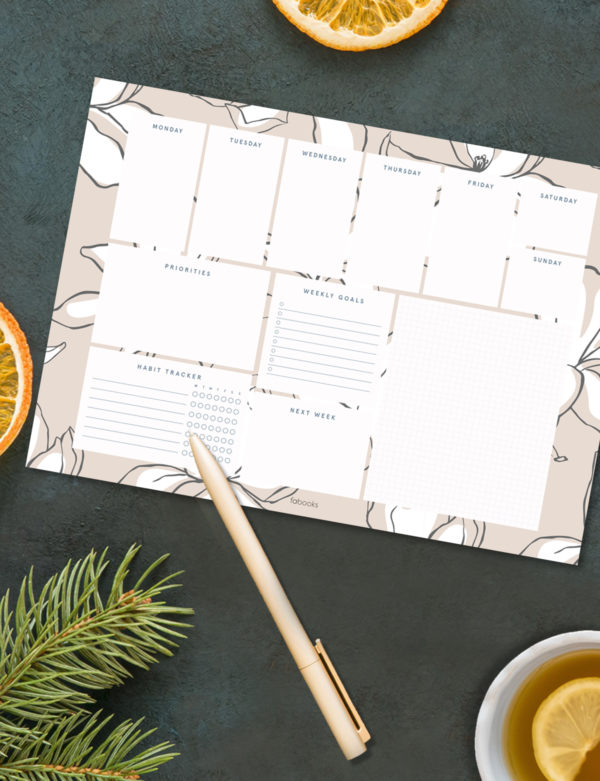 MONDAY
TUESDAY
WEDNESDAY
THURSDAY
FRIDAY
SATURDAY
SUNDAY
PRIORITIES
WEEKLY GOALS
HABIT TRACKER
M T W T F S S
NEXT WEEK
fabooks